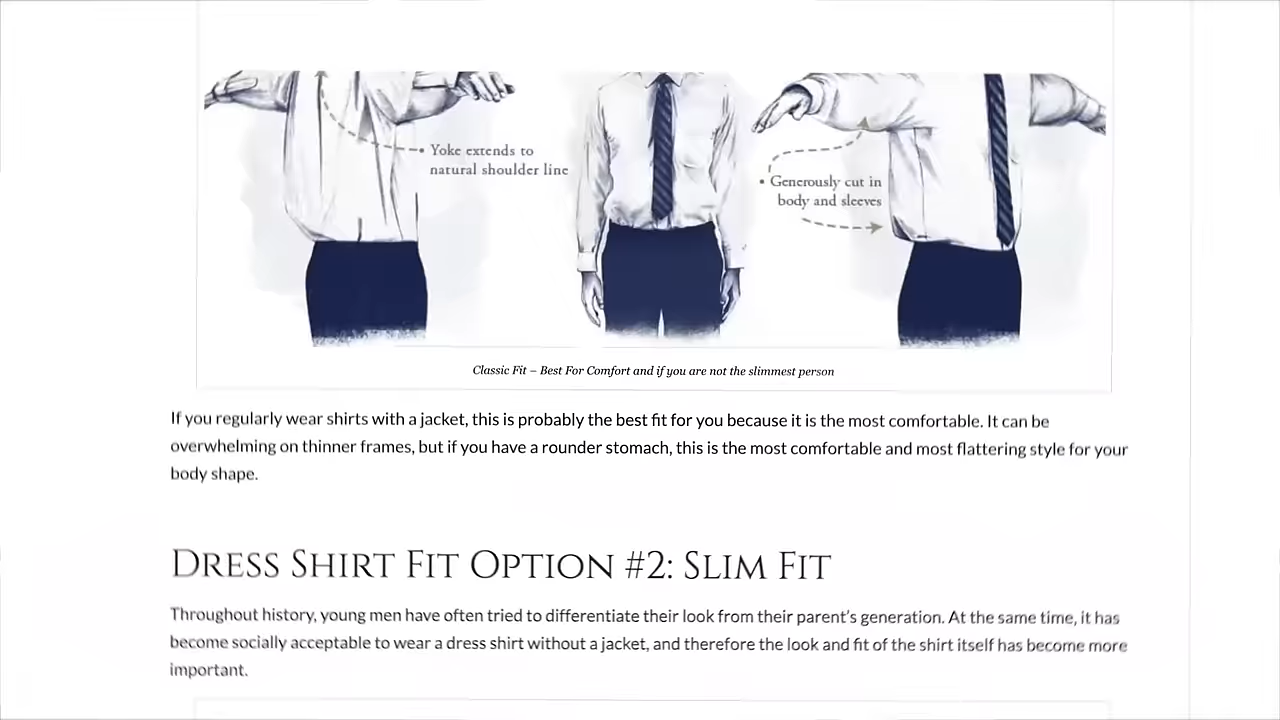 Yoke extends to
natural shoulder line
Generously cut in
body and sleeves
Classic Fit – Best For Comfort and if you are not the slimmest person
If you regularly wear shirts with a jacket, this is probably the best fit for you because it is the most comfortable. It can be
overwhelming on thinner frames, but if you have a rounder stomach, this is the most comfortable and most flattering style for your
body shape.
Dress Shirt Fit Option #2: Slim Fit
Throughout history, young men have often tried to differentiate their look from their parent's generation. At the same time, it has
become socially acceptable to wear a dress shirt without a jacket, and therefore the look and fit of the shirt itself has become more
important.